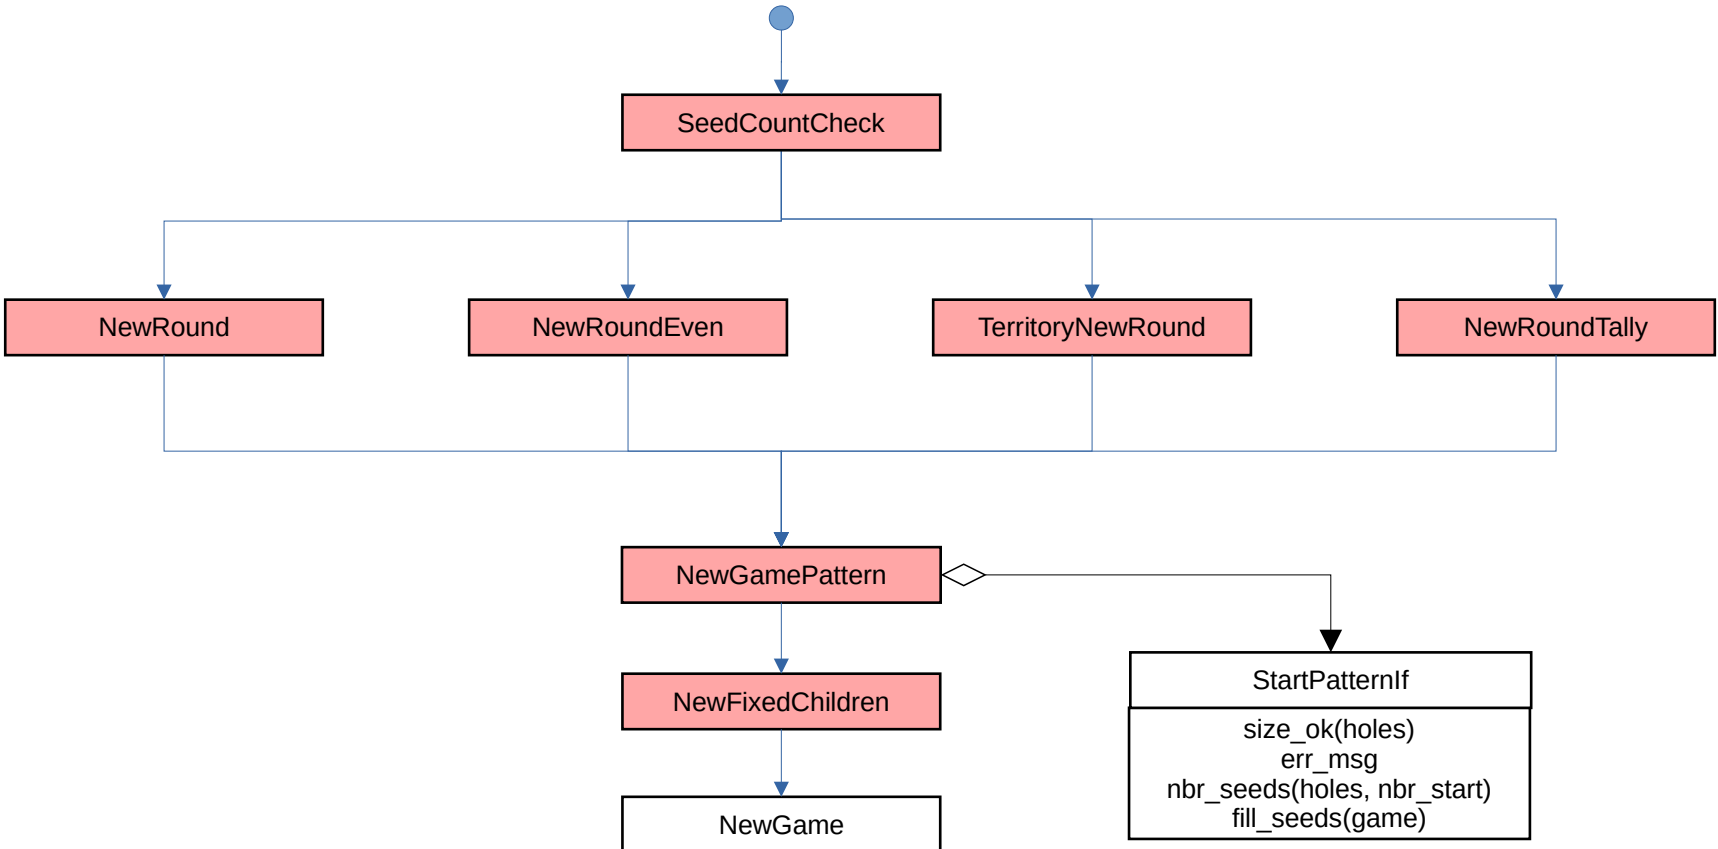 SeedCountCheck
NewRound
NewRoundEven
TerritoryNewRound
NewRoundTally
NewGamePattern
StartPatternIf
size_ok(holes)
err_msg
nbr_seeds(holes, nbr_start)
fill_seeds(game)
NewFixedChildren
NewGame